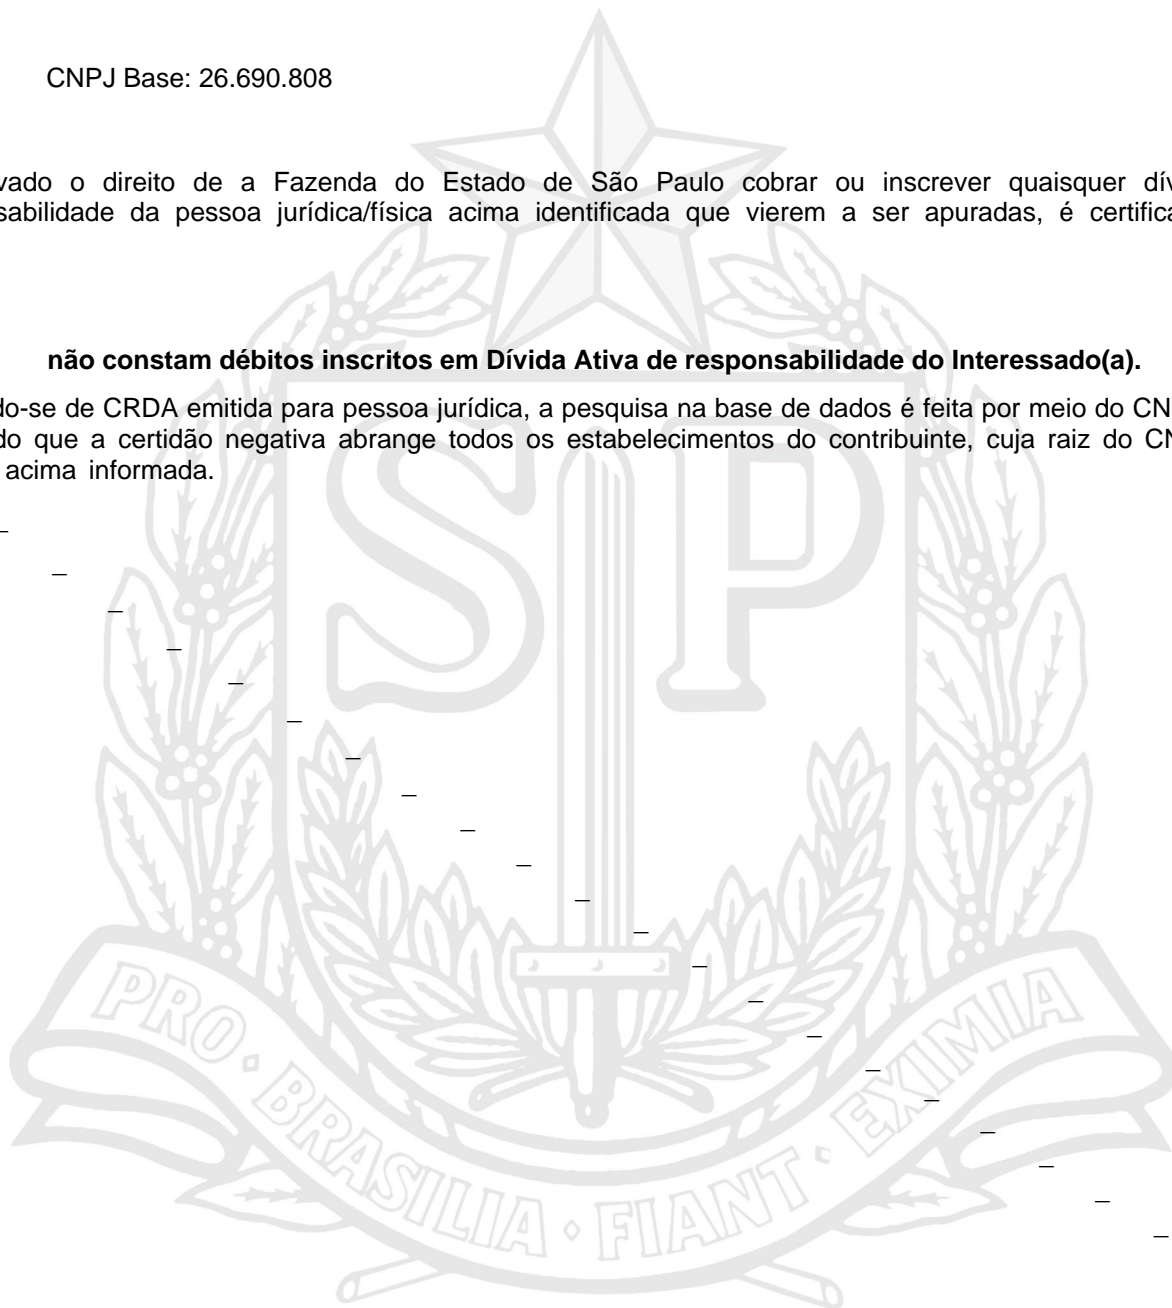 CNPJ Base: 26.690.808
vado o direito de a Fazenda do Estado de São Paulo cobrar ou inscrever quaisquer dív
sabilidade da pessoa jurídica/física acima identificada que vierem a ser apuradas, é certifica
não constam débitos inscritos em Dívida Ativa de responsabilidade do Interessado(a).
do-se de CRDA emitida para pessoa jurídica, a pesquisa na base de dados é feita por meio do CN
do que a certidão negativa abrange todos os estabelecimentos do contribuinte, cuja raiz do CN
acima informada.
SP
PRO • BRASILIA • FIANT • EXIMIA